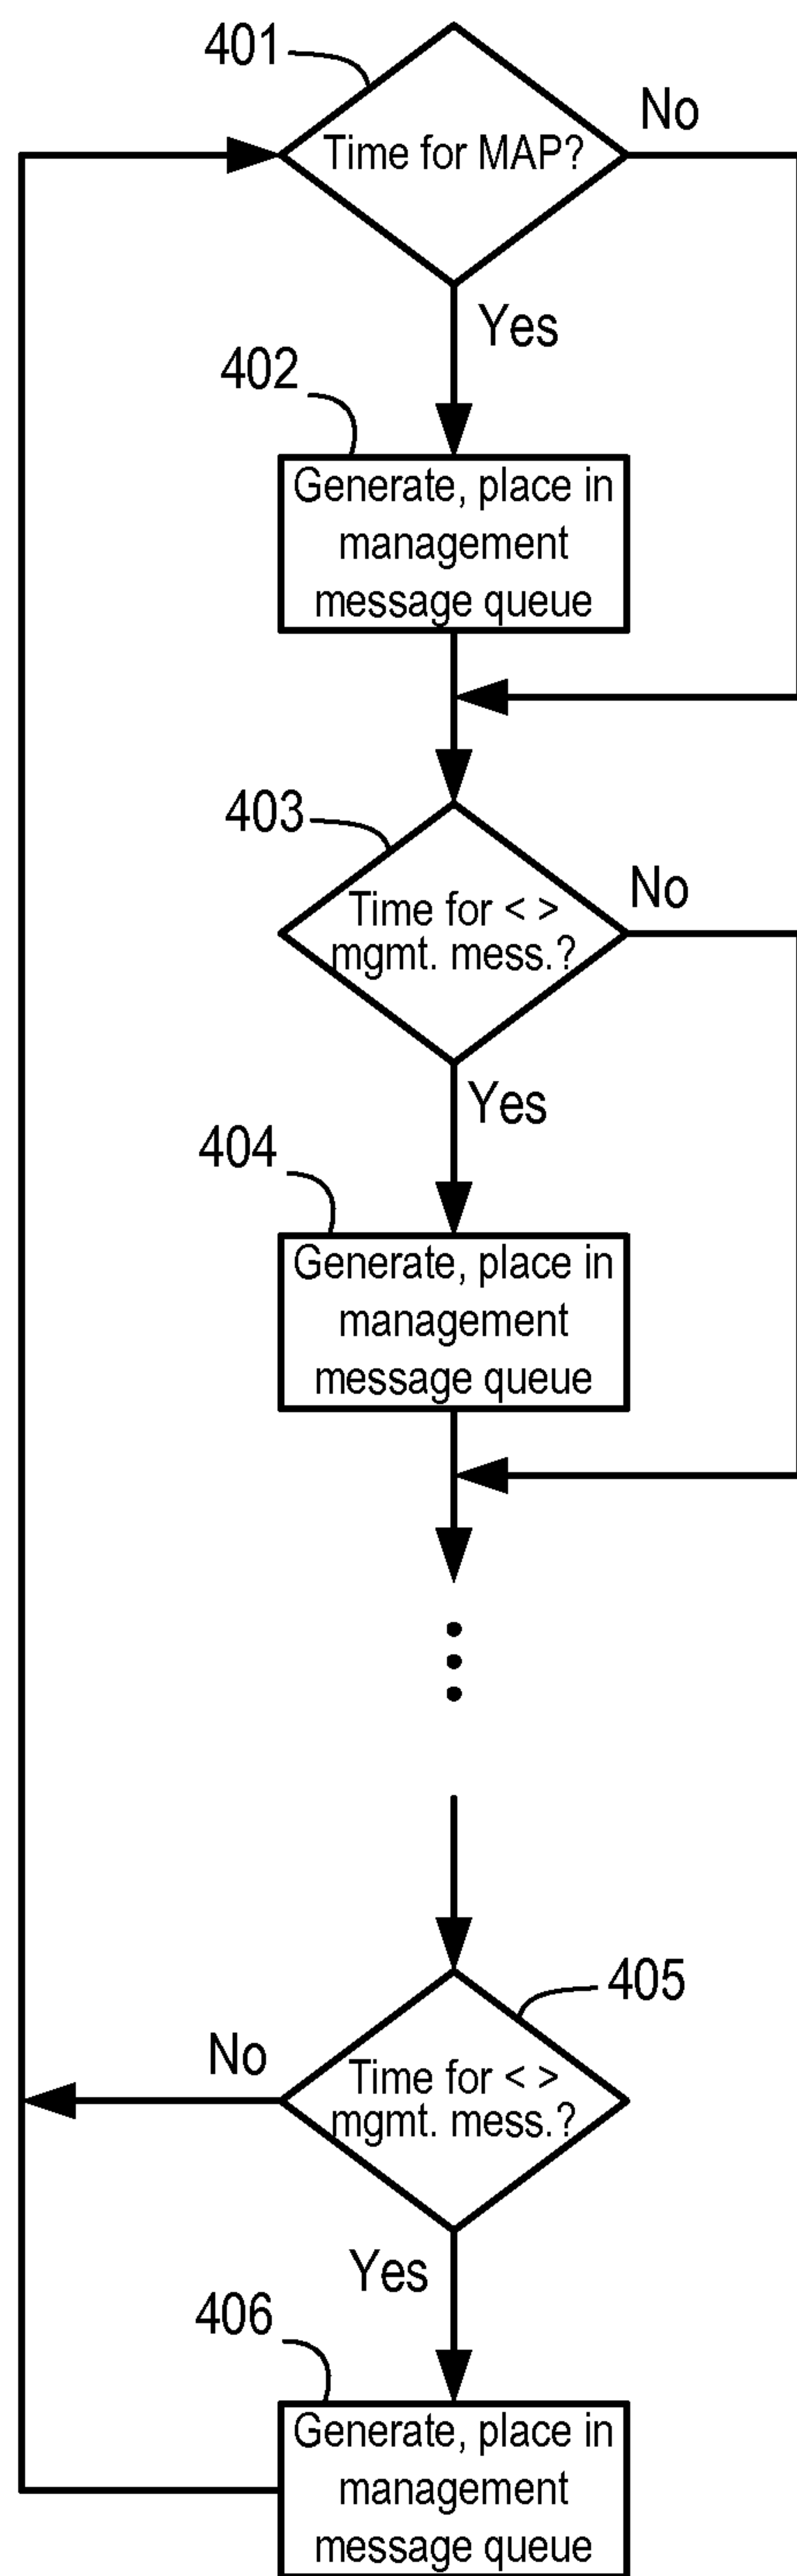 401
No
Time for MAP?
Yes
402
Generate, place in
management
message queue
403
No
Time for < >
mgmt. mess.?
Yes
404
Generate, place in
management
message queue
405
No
Time for < >
mgmt. mess.?
Yes
406
Generate, place in
management
message queue